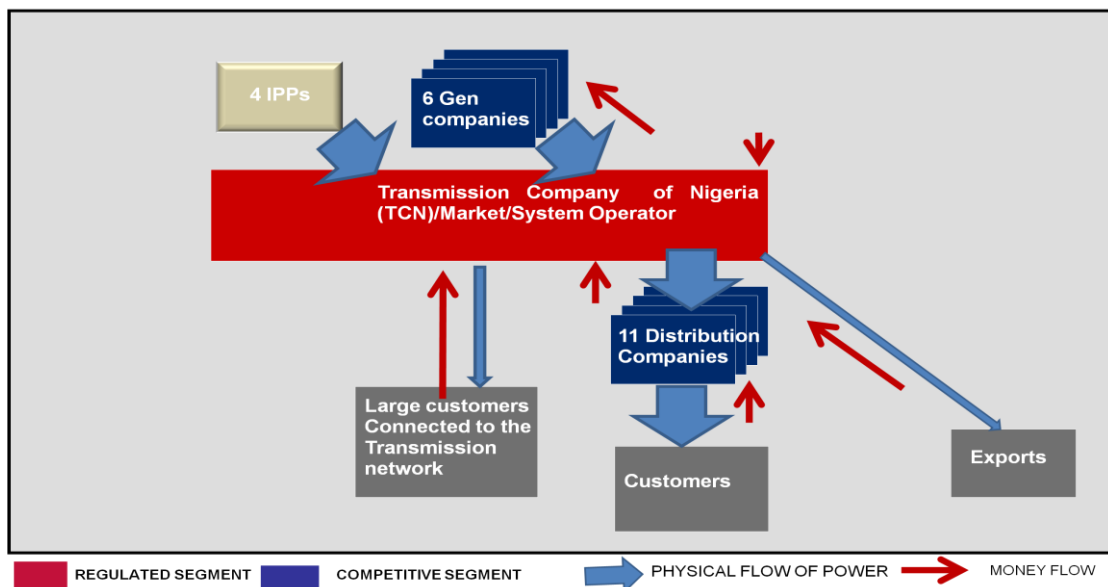 4 IPPs
6 Gen
companies
Transmission Company of Nigeria
(TCN)/Market/System Operator
11 Distribution
Companies
Large customers
Connected to the
Transmission
network
Customers
Exports
REGULATED SEGMENT
COMPETITIVE SEGMENT
PHYSICAL FLOW OF POWER
MONEY FLOW